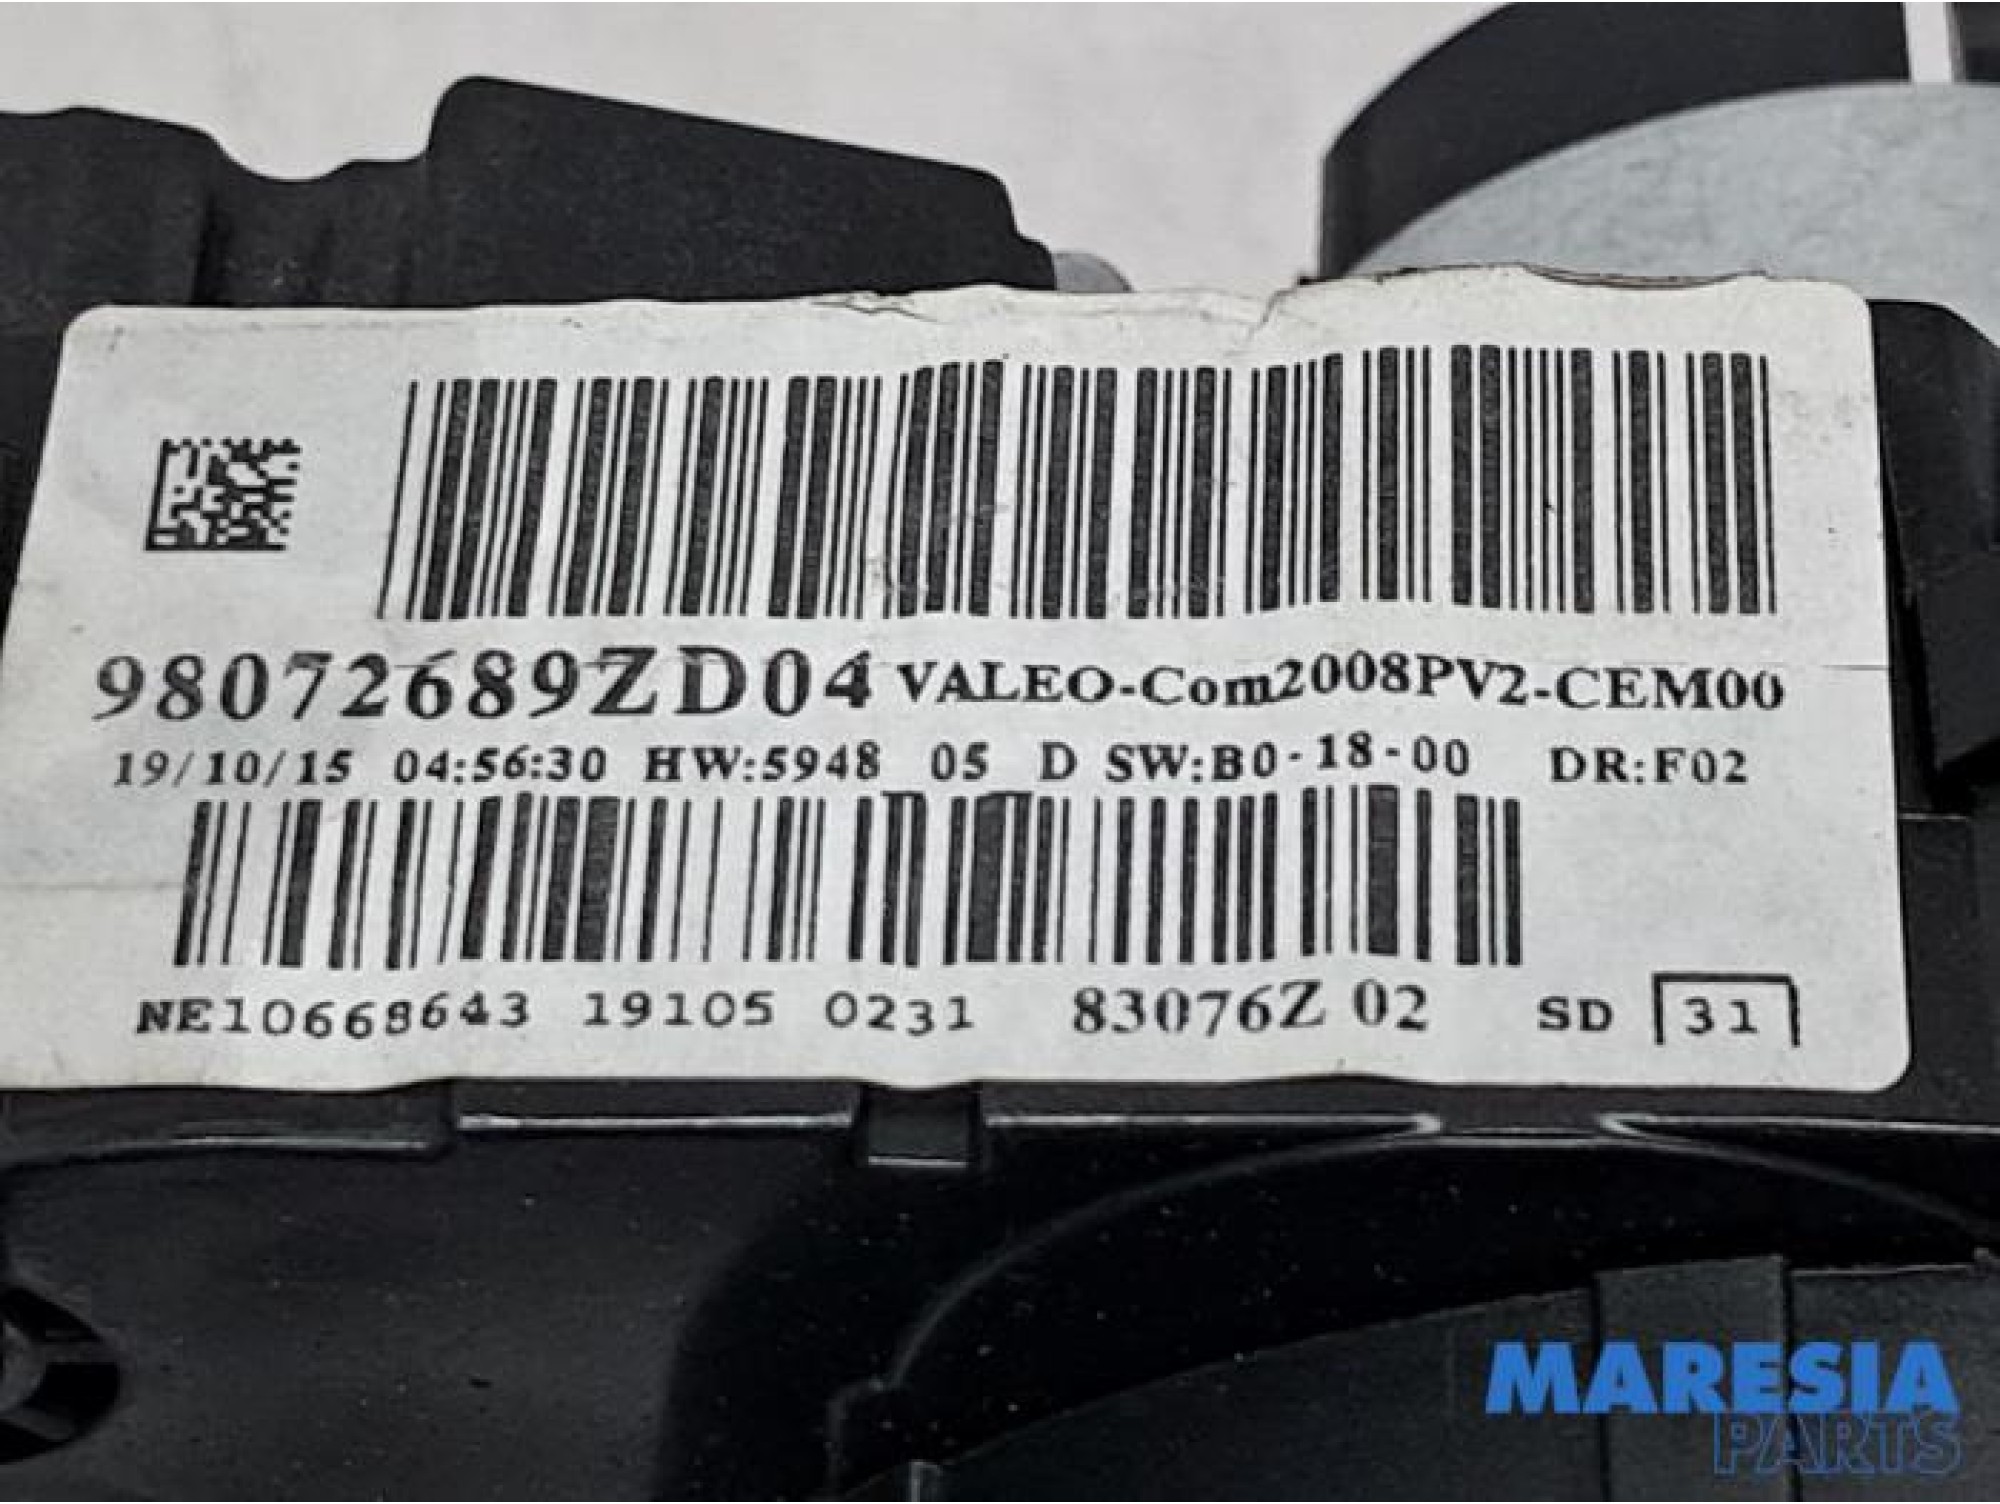 98072689ZD04 VALEO-Com2008PV2-CEM00
19/10/15 04:56:30 HW:5948 05 D SW:B0-18-00 DR:F02
NE10668643 19105 0231 83076Z 02 SD 31
MARESIA
PARTS